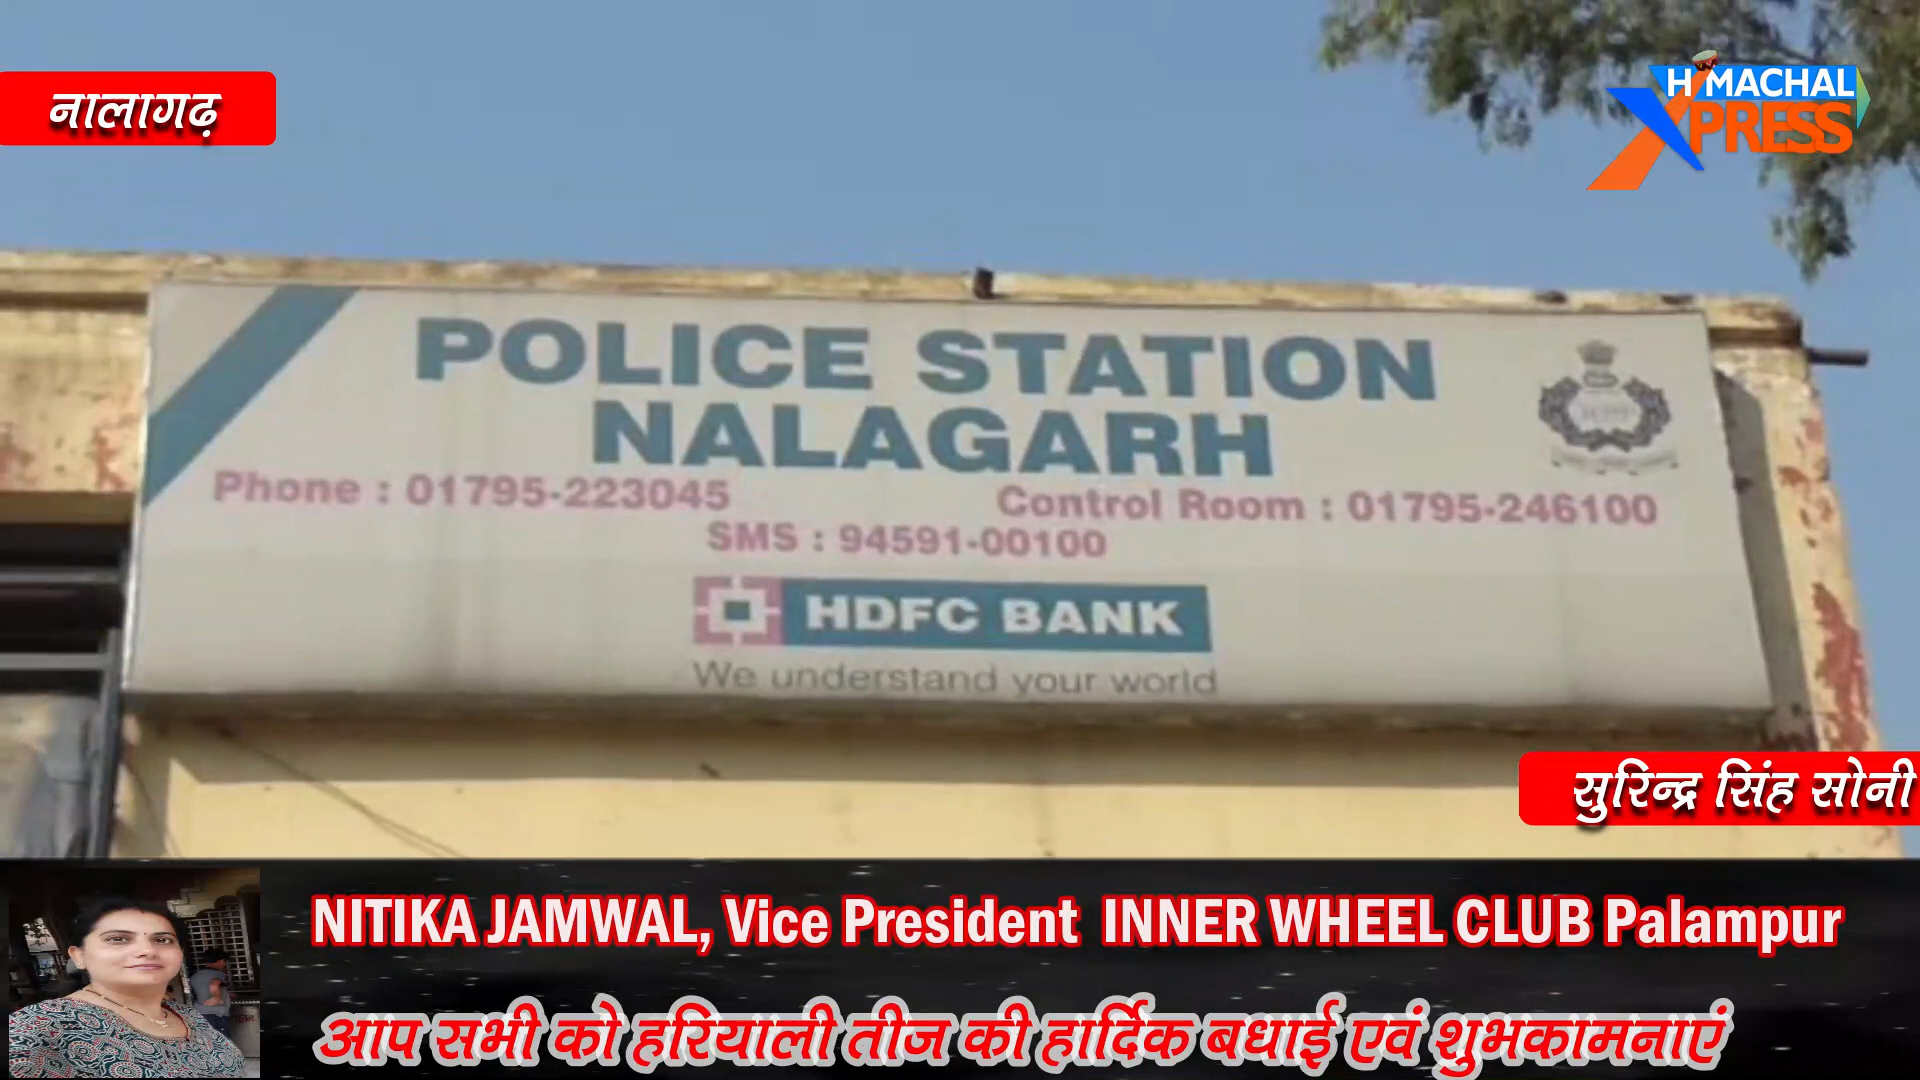 नालागढ़
HIMACHAL
XPRESS
POLICE STATION
NALAGARH
Phone : 01795-223045
Control Room : 01795-246100
SMS : 94591-00100
HDFC BANK
We understand your world
सुरिन्द्र सिंह सोनी
NITIKA JAMWAL, Vice President INNER WHEEL CLUB Palampur
आप सभी को हरियाली तीज की हार्दिक बधाई एवं शुभकामनाएं